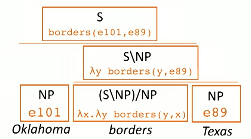 S
borders(e101,e89)
S\NP
λy borders(y,e89)
NP (S\NP)/NP NP
e101 λx.λy borders(y,x) e89
Oklahoma borders Texas